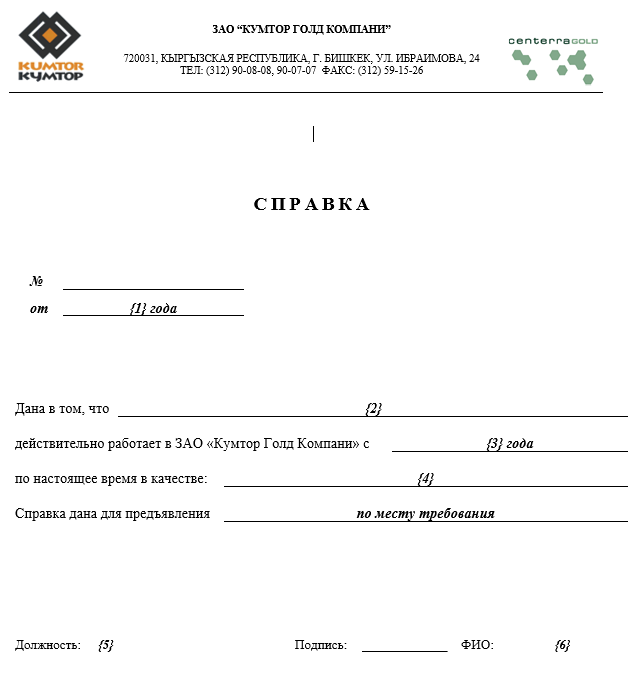 KUMTOR
КУМТОР
centerraGOLD
ЗАО “КУМТОР ГОЛД КОМПАНИ”
720031, КЫРГЫЗСКАЯ РЕСПУБЛИКА, Г. БИШКЕК, УЛ. ИБРАИМОВА, 24
ТЕЛ: (312) 90-08-08, 90-07-07 ФАКС: (312) 59-15-26
СПРАВКА
№
от {1} года
Дана в том, что {2}
действительно работает в ЗАО «Кумтор Голд Компани» с {3} года
по настоящее время в качестве: {4}
Справка дана для предъявления по месту требования
Должность: {5} Подпись: ФИО: {6}